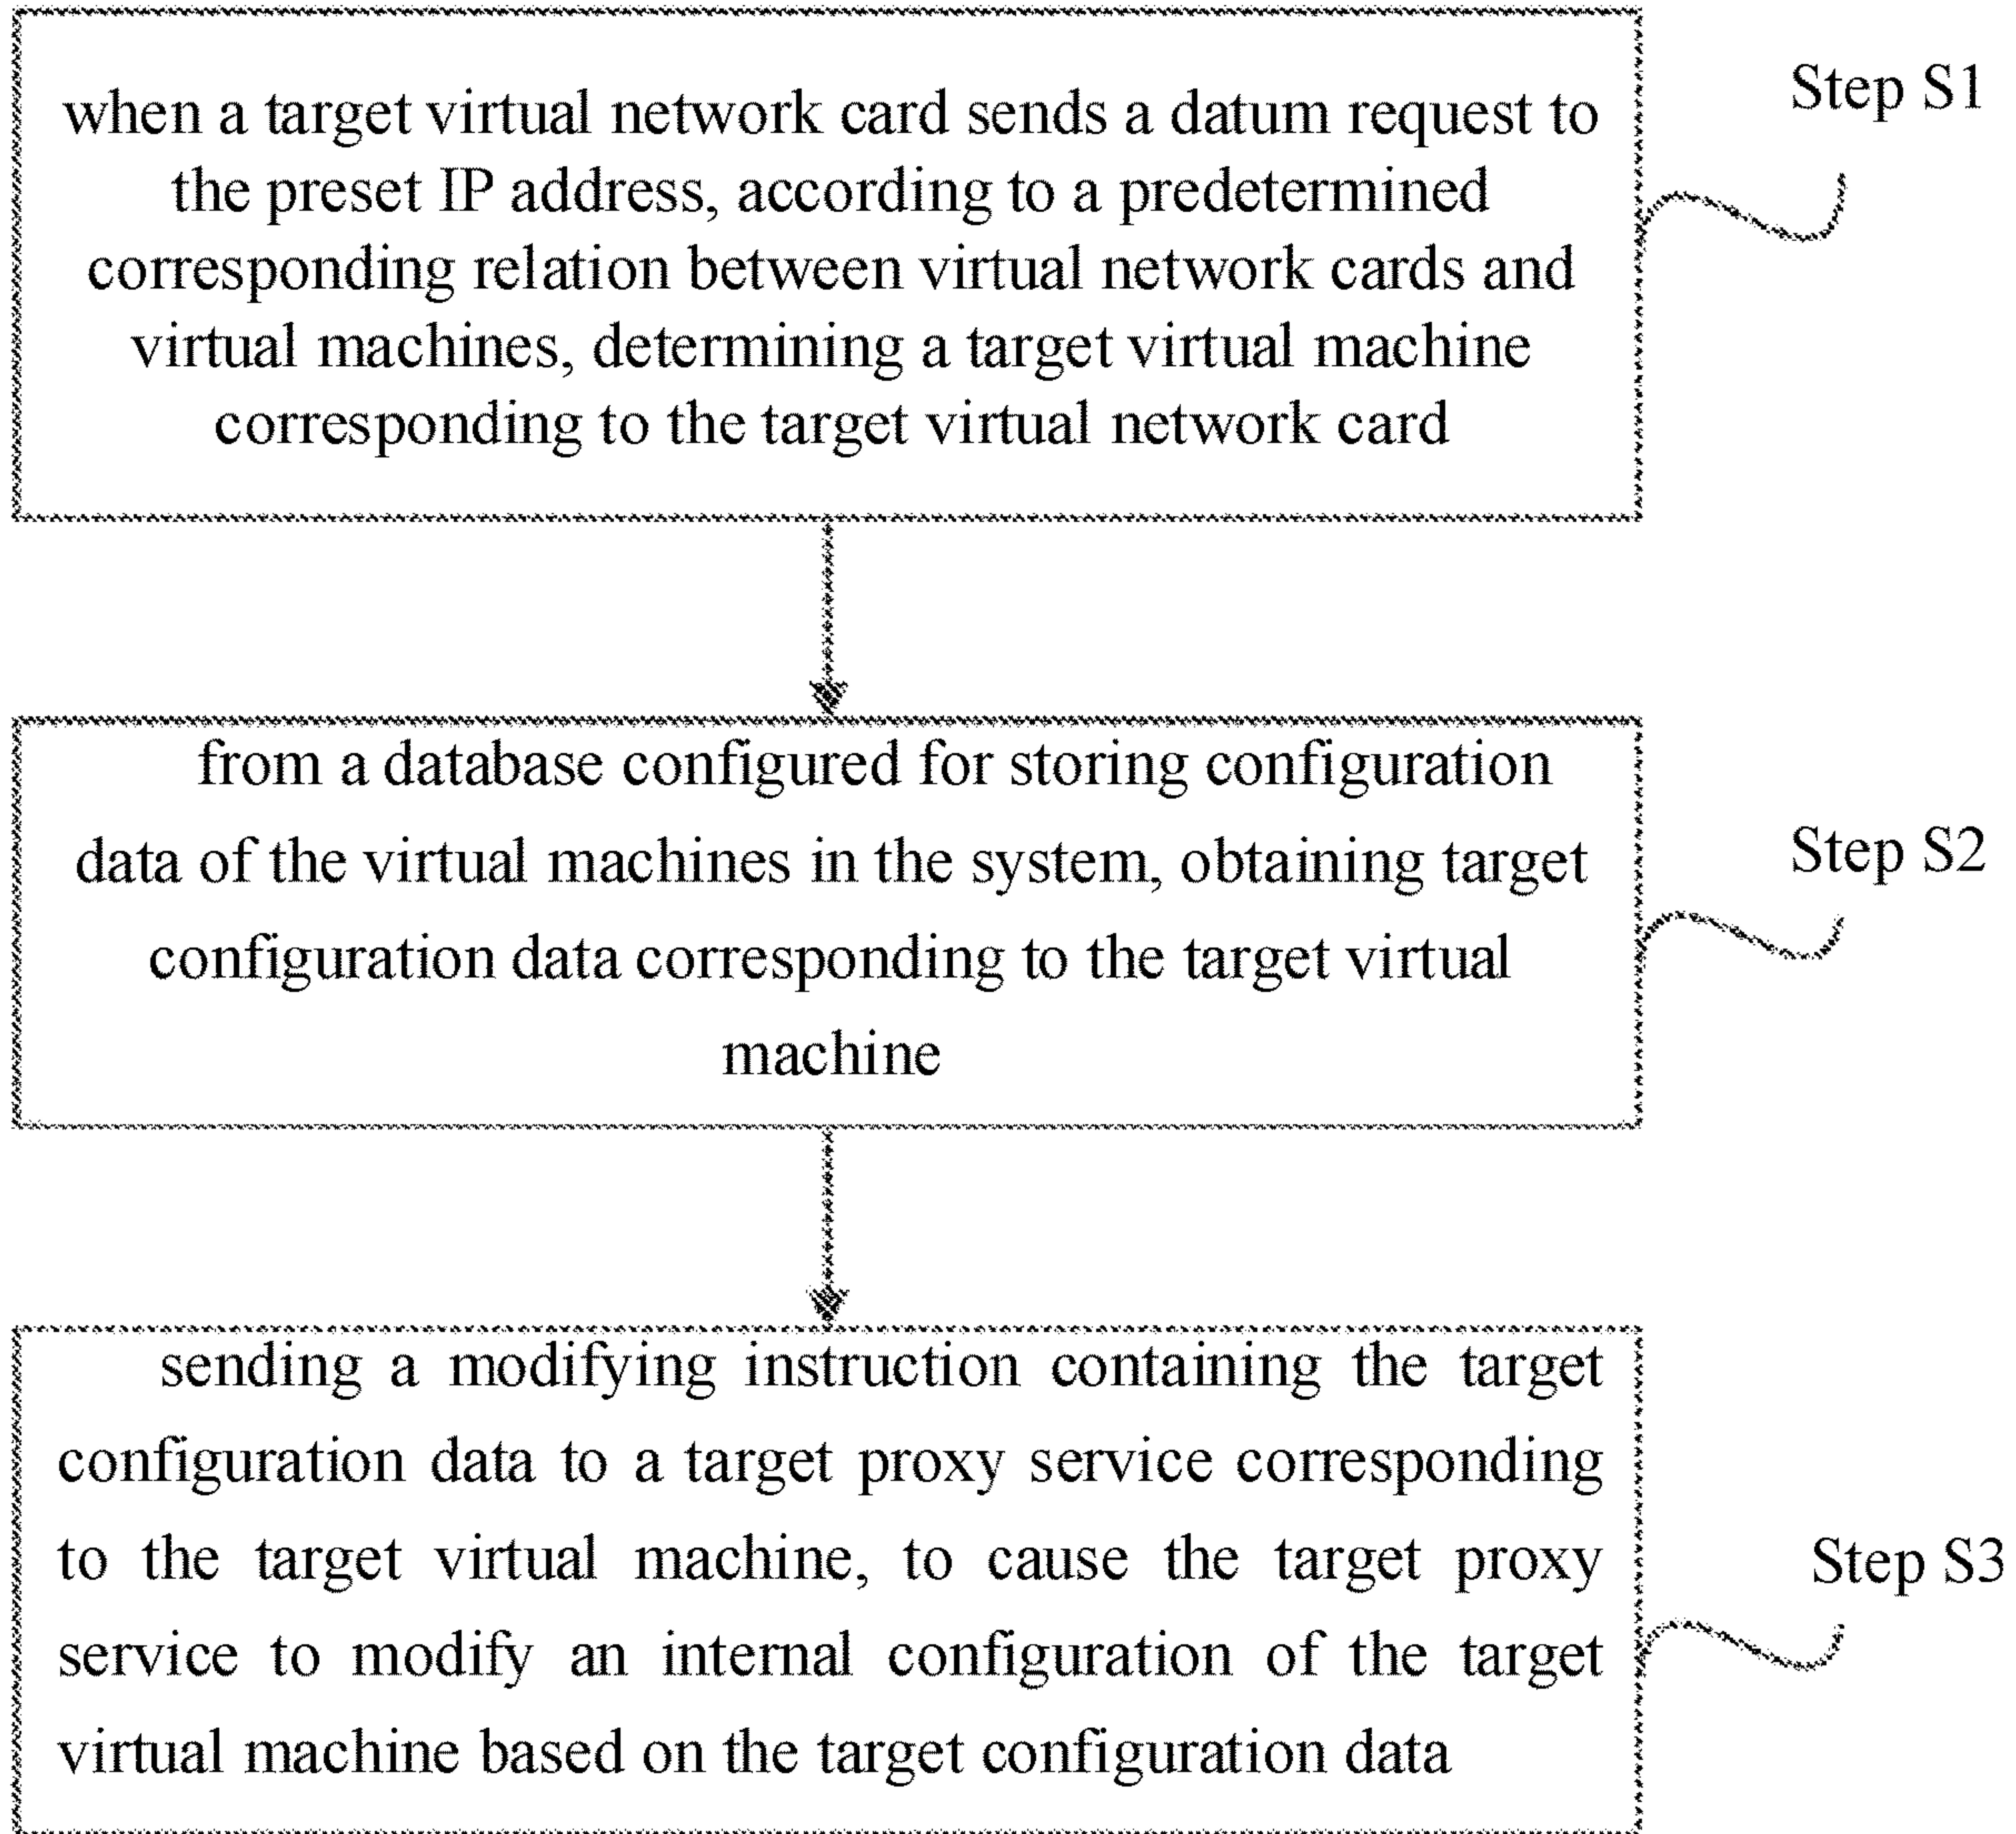 when a target virtual network card sends a datum request to
the preset IP address, according to a predetermined
corresponding relation between virtual network cards and
virtual machines, determining a target virtual machine
corresponding to the target virtual network card
Step S1
from a database configured for storing configuration
data of the virtual machines in the system, obtaining target
configuration data corresponding to the target virtual
machine
Step S2
sending a modifying instruction containing the target
configuration data to a target proxy service corresponding
to the target virtual machine, to cause the target proxy
service to modify an internal configuration of the target
virtual machine based on the target configuration data
Step S3